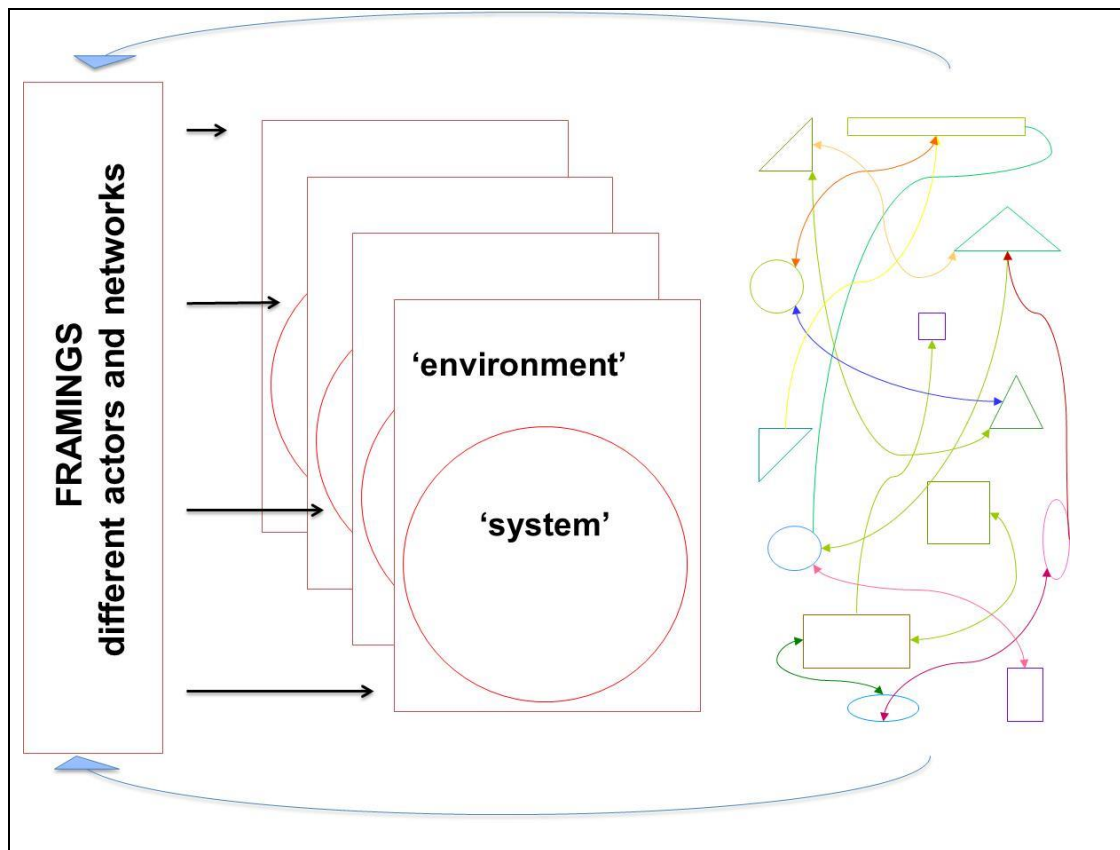 FRAMINGS
different actors and networks
‘environment’
‘system’